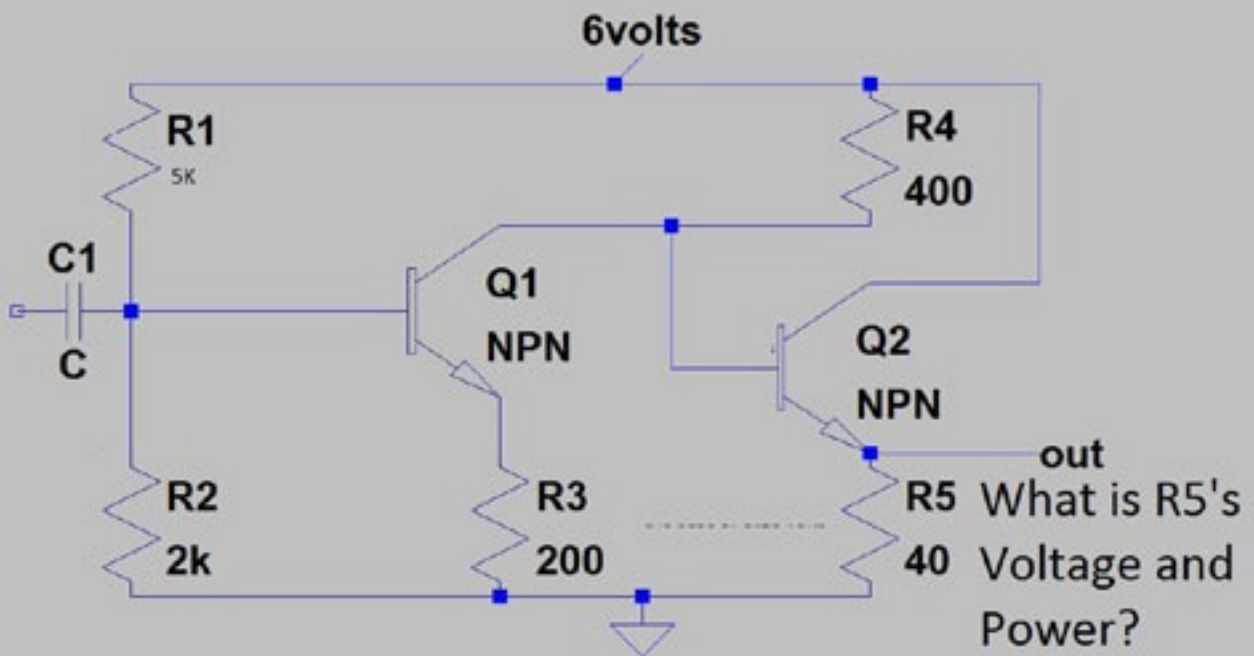 6volts
R1
5K
R4
400
C1
C
Q1
NPN
Q2
NPN
out
R2
2k
R3
200
R5
40
What is R5's
Voltage and
Power?